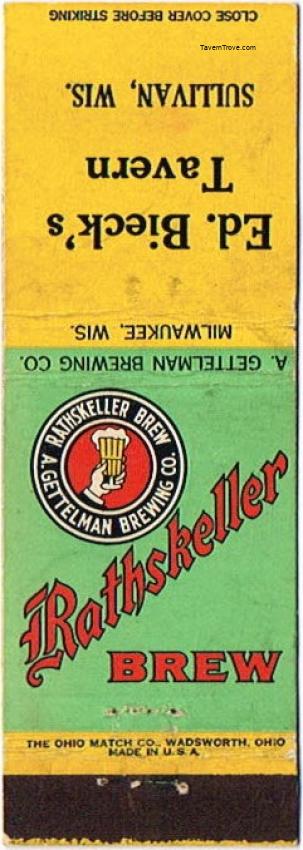 CLOSE COVER BEFORE STRIKING
TavernTrove.com
SULLIVAN, WIS.
Tavern
Ed. Bieck's
MILWAUKEE, WIS.
A. GETTELMAN BREWING CO.
RATHSKELLER BREW
A. GETTELMAN BREWING CO.
Rathskeller
BREW
THE OHIO MATCH CO., WADSWORTH, OHIO
MADE IN U.S.A.